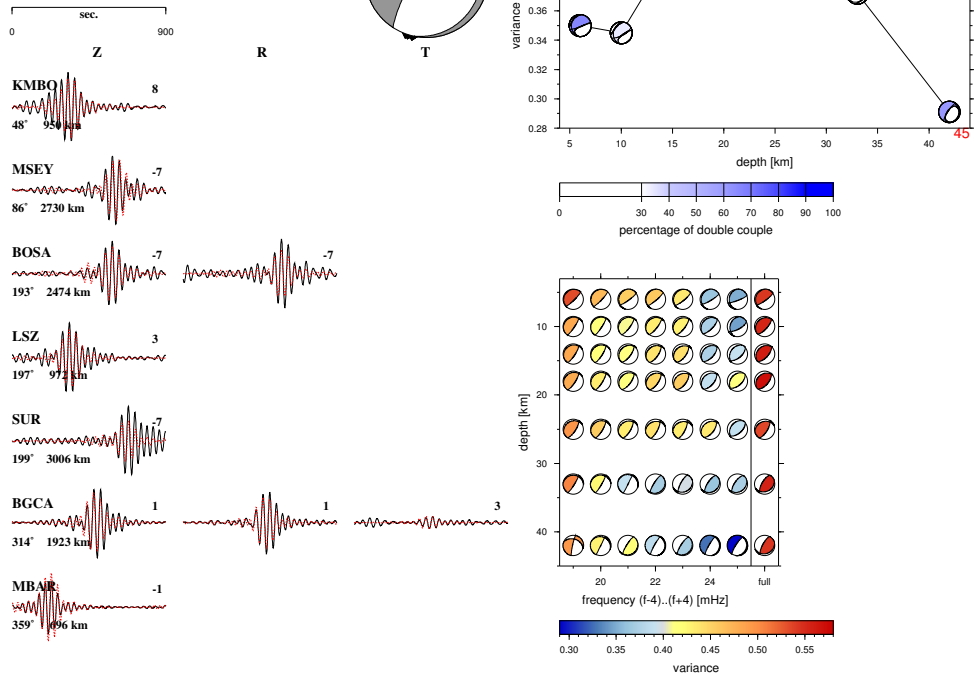 sec.
0 900
Z R T
KMBO 8
48° 950 km
MSEY -7
86° 2730 km
BOSA -7 -7
193° 2474 km
LSZ 3
197° 972 km
SUR -7
199° 3006 km
BGCA 1 1 3
314° 1923 km
MBAR -1
359° 696 km
variance
0.36
0.34
0.32
0.30
0.28
5 10 15 20 25 30 35 40
45
depth [km]
0 30 40 50 60 70 80 90 100
percentage of double couple
depth [km]
10
20
30
40
20 22 24 full
frequency (f-4)..(f+4) [mHz]
0.30 0.35 0.40 0.45 0.50 0.55
variance